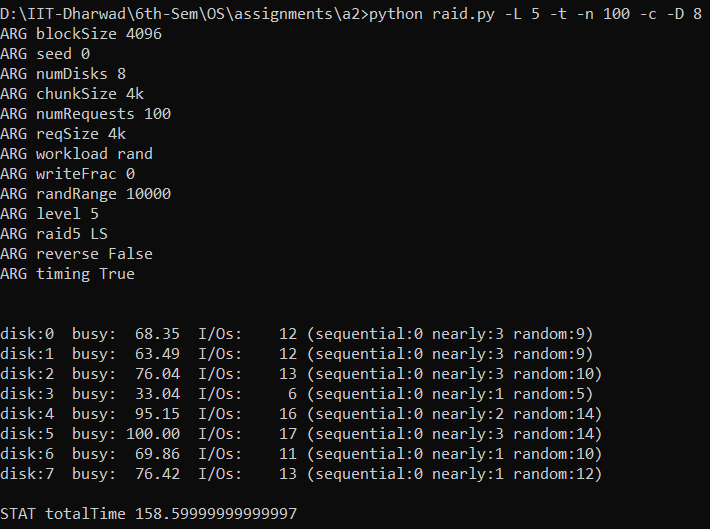 D:\IIT-Dharwad\6th-Sem\OS\assignments\a2>python raid.py -L 5 -t -n 100 -c -D 8
ARG blockSize 4096
ARG seed 0
ARG numDisks 8
ARG chunkSize 4k
ARG numRequests 100
ARG reqSize 4k
ARG workload rand
ARG writeFrac 0
ARG randRange 10000
ARG level 5
ARG raid5 LS
ARG reverse False
ARG timing True
disk:0  busy:  68.35  I/Os:    12 (sequential:0 nearly:3 random:9)
disk:1  busy:  63.49  I/Os:    12 (sequential:0 nearly:3 random:9)
disk:2  busy:  76.04  I/Os:    13 (sequential:0 nearly:3 random:10)
disk:3  busy:  33.04  I/Os:     6 (sequential:0 nearly:1 random:5)
disk:4  busy:  95.15  I/Os:    16 (sequential:0 nearly:2 random:14)
disk:5  busy: 100.00  I/Os:    17 (sequential:0 nearly:3 random:14)
disk:6  busy:  69.86  I/Os:    11 (sequential:0 nearly:1 random:10)
disk:7  busy:  76.42  I/Os:    13 (sequential:0 nearly:1 random:12)
STAT totalTime 158.59999999999997